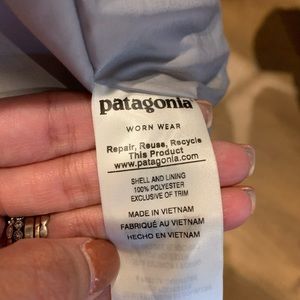 patagonia
WORN WEAR
Repair, Reuse, Recycle
This Product
www.patagonia.com
SHELL AND LINING
100% POLYESTER
EXCLUSIVE OF TRIM
MADE IN VIETNAM
FABRIQUÉ AU VIETNAM
HECHO EN VIETNAM